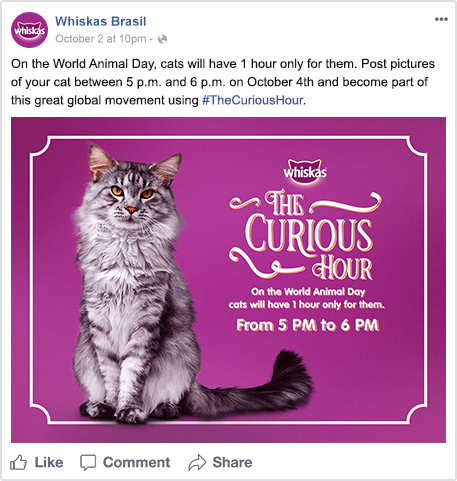 whiskas
Whiskas Brasil
October 2 at 10pm -
On the World Animal Day, cats will have 1 hour only for them. Post pictures
of your cat between 5 p.m. and 6 p.m. on October 4th and become part of
this great global movement using #TheCuriousHour.
whiskas
THE
CURIOUS
HOUR
On the World Animal Day
cats will have 1 hour only for them.
From 5 PM to 6 PM
Like Comment Share